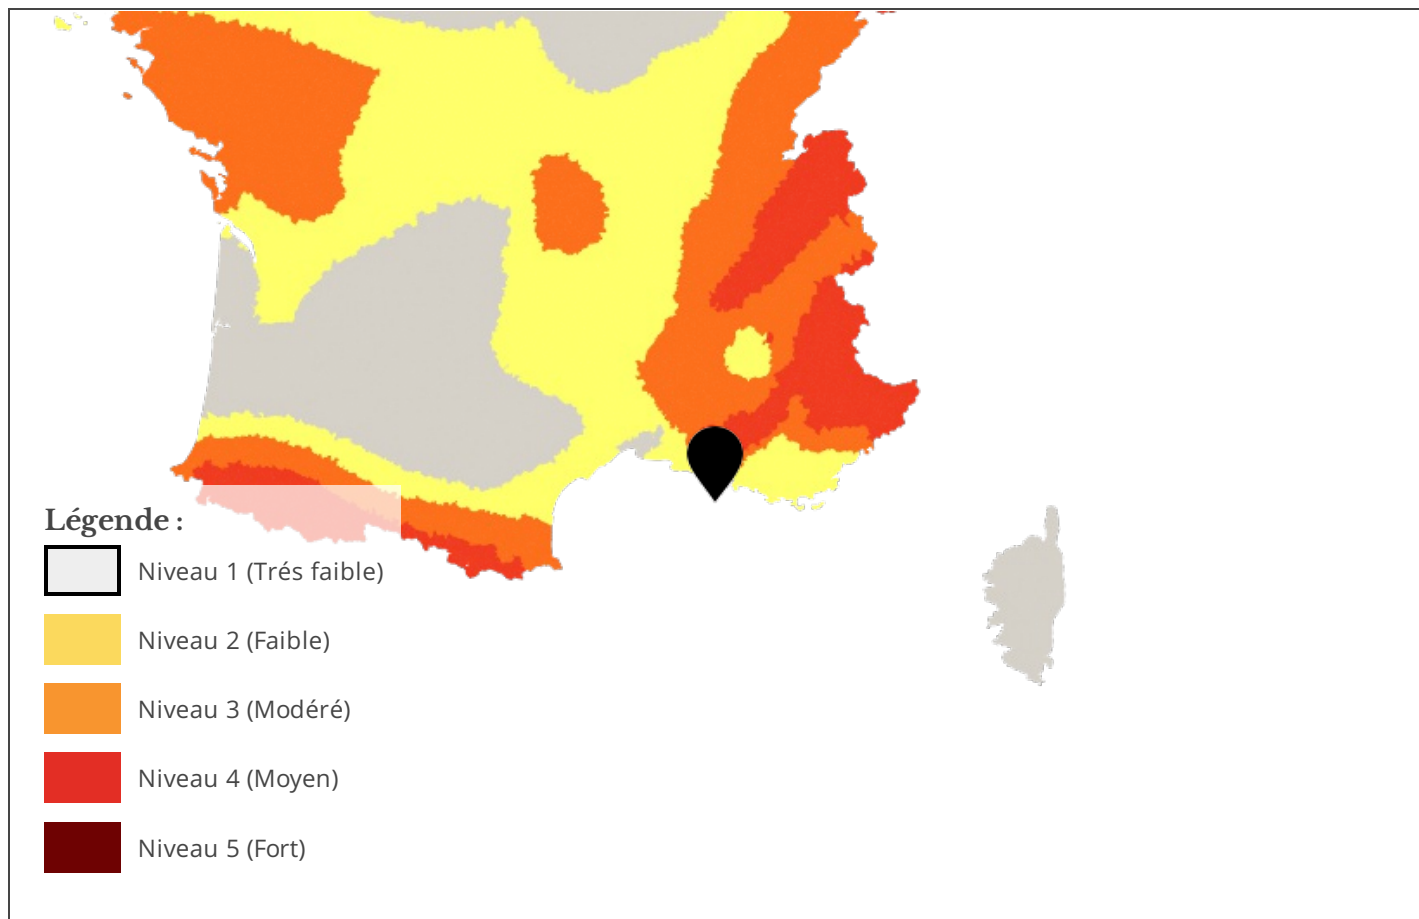 Légende :
Niveau 1 (Trés faible)
Niveau 2 (Faible)
Niveau 3 (Modéré)
Niveau 4 (Moyen)
Niveau 5 (Fort)